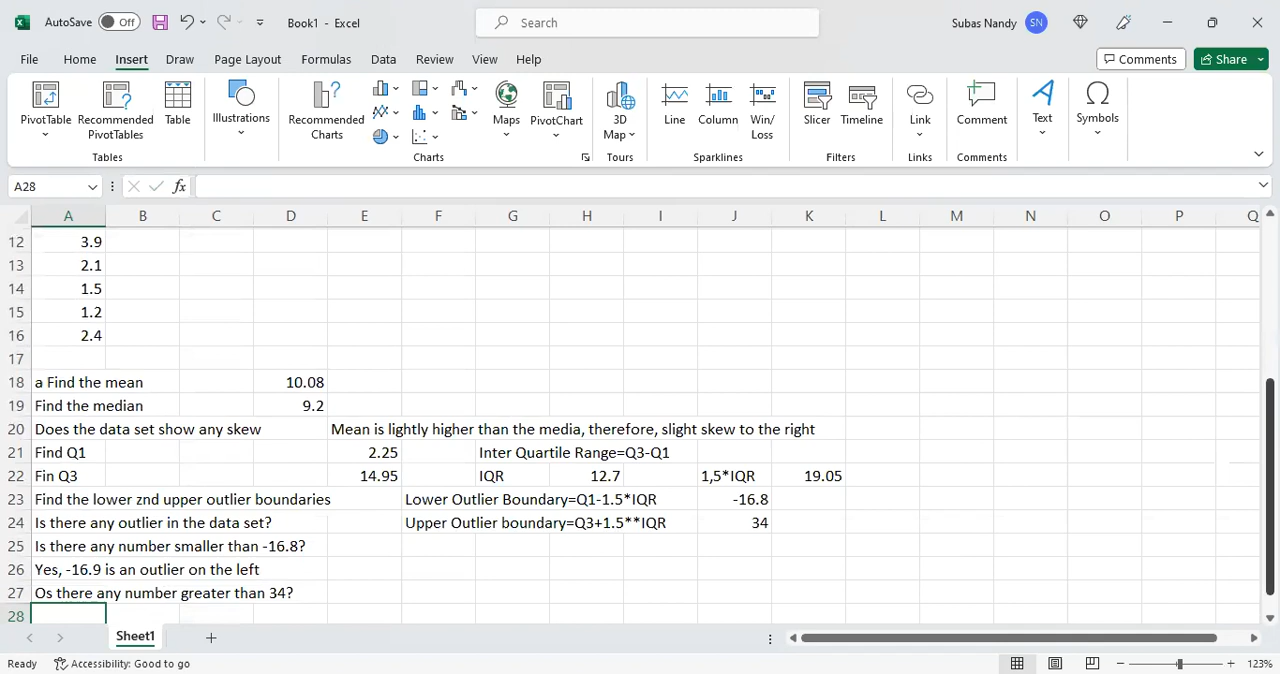 AutoSave Off Book1 - Excel Search Subas Nandy SN
File Home Insert Draw Page Layout Formulas Data Review View Help Comments Share
PivotTable Recommended PivotTables Table Illustrations Recommended Charts Maps PivotChart 3D Map Line Column Win/Loss Slicer Timeline Link Comment Text Symbols
Tables Charts Tours Sparklines Filters Links Comments
A28 fx
A B C D E F G H I J K L M N O P Q
12 3.9
13 2.1
14 1.5
15 1.2
16 2.4
17
18 a Find the mean 10.08
19 Find the median 9.2
20 Does the data set show any skew Mean is lightly higher than the media, therefore, slight skew to the right
21 Find Q1 2.25 Inter Quartile Range=Q3-Q1
22 Fin Q3 14.95 IQR 12.7 1,5*IQR 19.05
23 Find the lower znd upper outlier boundaries Lower Outlier Boundary=Q1-1.5*IQR -16.8
24 Is there any outlier in the data set? Upper Outlier boundary=Q3+1.5**IQR 34
25 Is there any number smaller than -16.8?
26 Yes, -16.9 is an outlier on the left
27 Os there any number greater than 34?
28
Sheet1
Ready Accessibility: Good to go 123%